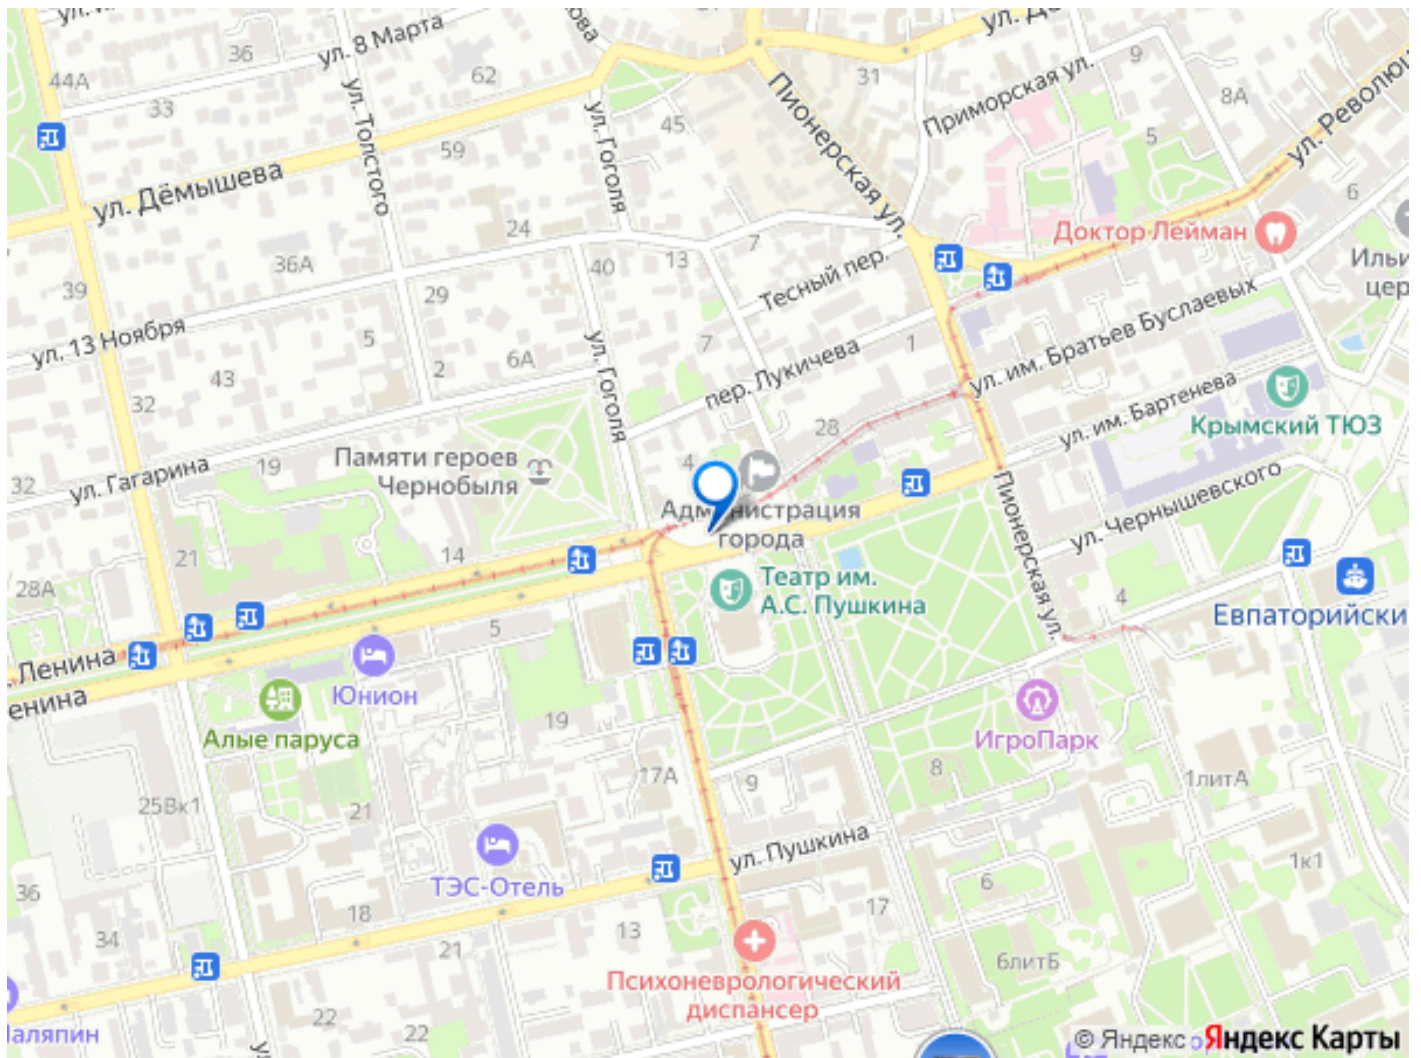 44А
36
ул. 8 Марта
62
33
ул. Толстого
ул. Гоголя
45
59
31
Пионерская ул.
Приморская ул.
9
8А
5
6
ул. Дёмышева
24
36А
40
13
7
Тесный пер.
Доктор Лейман
39
29
ул. 13 Ноября
5
6А
2
43
32
ул. Гоголя
7
пер. Лукичева
1
ул. им. Братьев Буслаевых
ул. им. Бартенева
Крымский ТЮЗ
28
4
ул. Гагарина
19
32
Памяти героев
Чернобыля
Администрация
города
Пионерская ул.
ул. Чернышевского
21
14
28А
Театр им.
А.С. Пушкина
4
5
Ленина
Юнион
Алые паруса
19
ИгроПарк
8
17А
9
1литА
25Вк1
21
ул. Пушкина
ТЭС-Отель
1к1
36
18
6
17
34
21
13
6литБ
Психоневрологический
диспансер
22
22
© Яндекс
Яндекс Карты